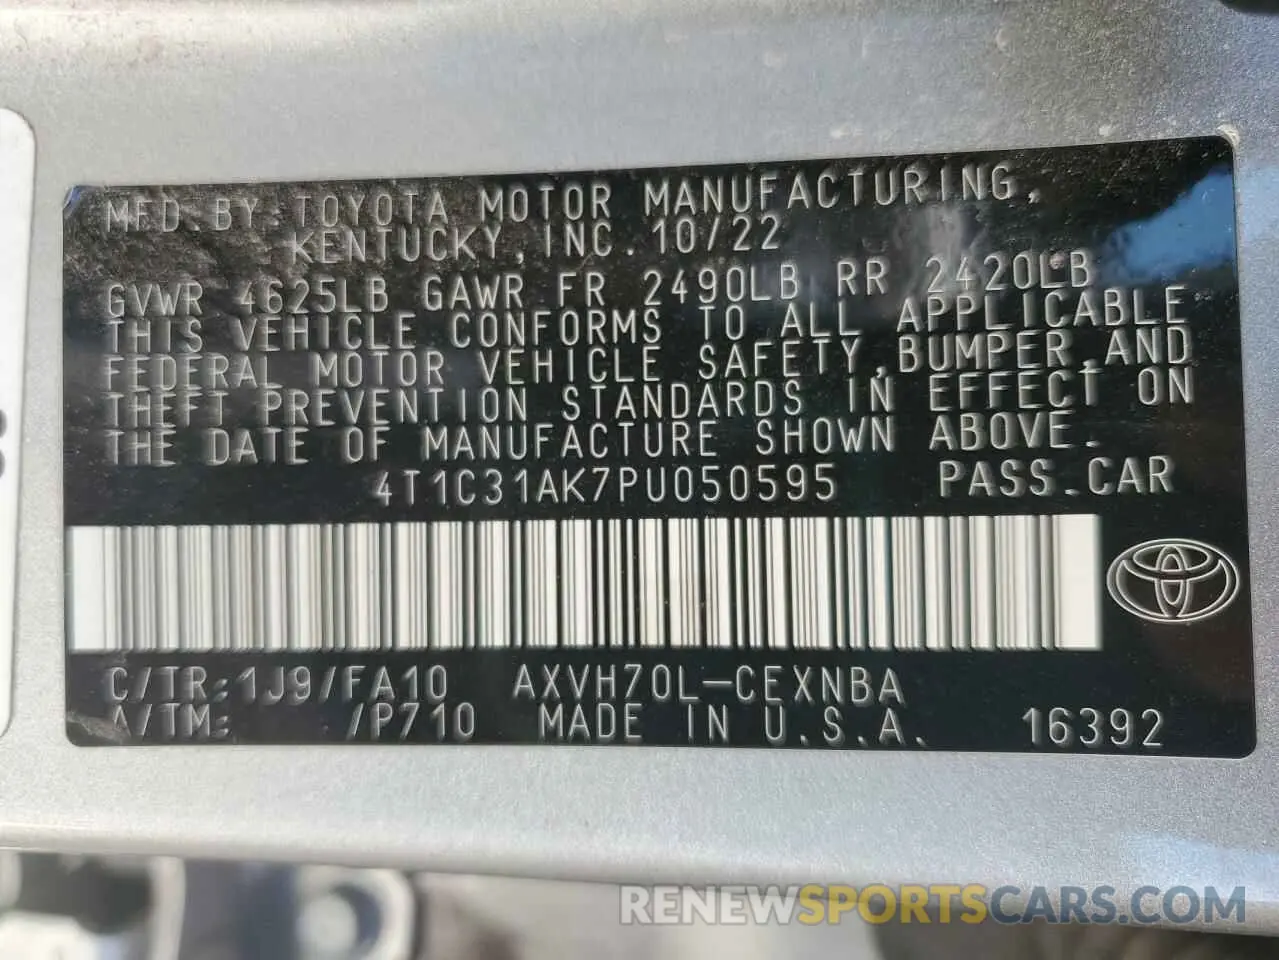 MFD. BY: TOYOTA MOTOR MANUFACTURING,
KENTUCKY, INC. 10/22
GVWR 4625LB GAWR FR 2490LB RR 2420LB
THIS VEHICLE CONFORMS TO ALL APPLICABLE
FEDERAL MOTOR VEHICLE SAFETY, BUMPER, AND
THEFT PREVENTION STANDARDS IN EFFECT ON
THE DATE OF MANUFACTURE SHOWN ABOVE.
4T1C31AK7PU050595 PASS. CAR
C/TR: 1J9/FA10 AXVH70L-CEXNBA
A/TM: /P710 MADE IN U.S.A. 16392
RENEWSPORTSCARS.COM